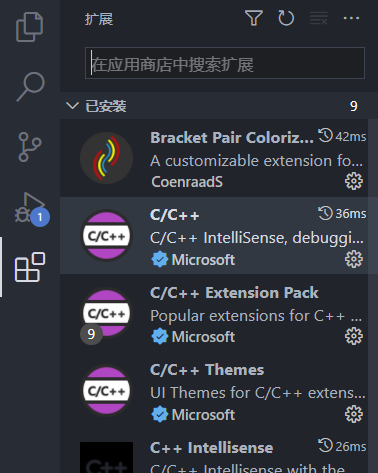 扩展
在应用商店中搜索扩展
已安装 9
1
Bracket Pair Coloriz... 42ms
A customizable extension fo...
CoenraadS
C/C++
C/C++ 36ms
C/C++ IntelliSense, debuggi...
Microsoft
C/C++
C/C++ Extension Pack
Popular extensions for C++ ...
9
Microsoft
C/C++
C/C++ Themes
UI Themes for C/C++ extens...
Microsoft
C++
C++ Intellisense 26ms
C/C++ Intellisense with the